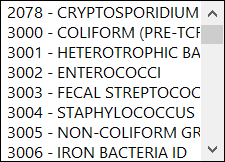 2078 - CRYPTOSPORIDIUM
3000 - COLIFORM (PRE-TCR
3001 - HETEROTROPHIC BA
3002 - ENTEROCOCCI
3003 - FECAL STREPTOCOC
3004 - STAPHYLOCOCCUS
3005 - NON-COLIFORM GR
3006 - IRON BACTERIA ID